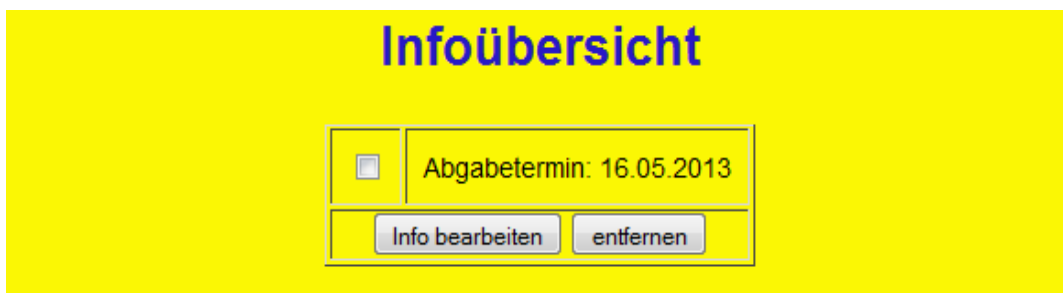 Infoübersicht
Abgabetermin: 16.05.2013
Info bearbeiten entfernen